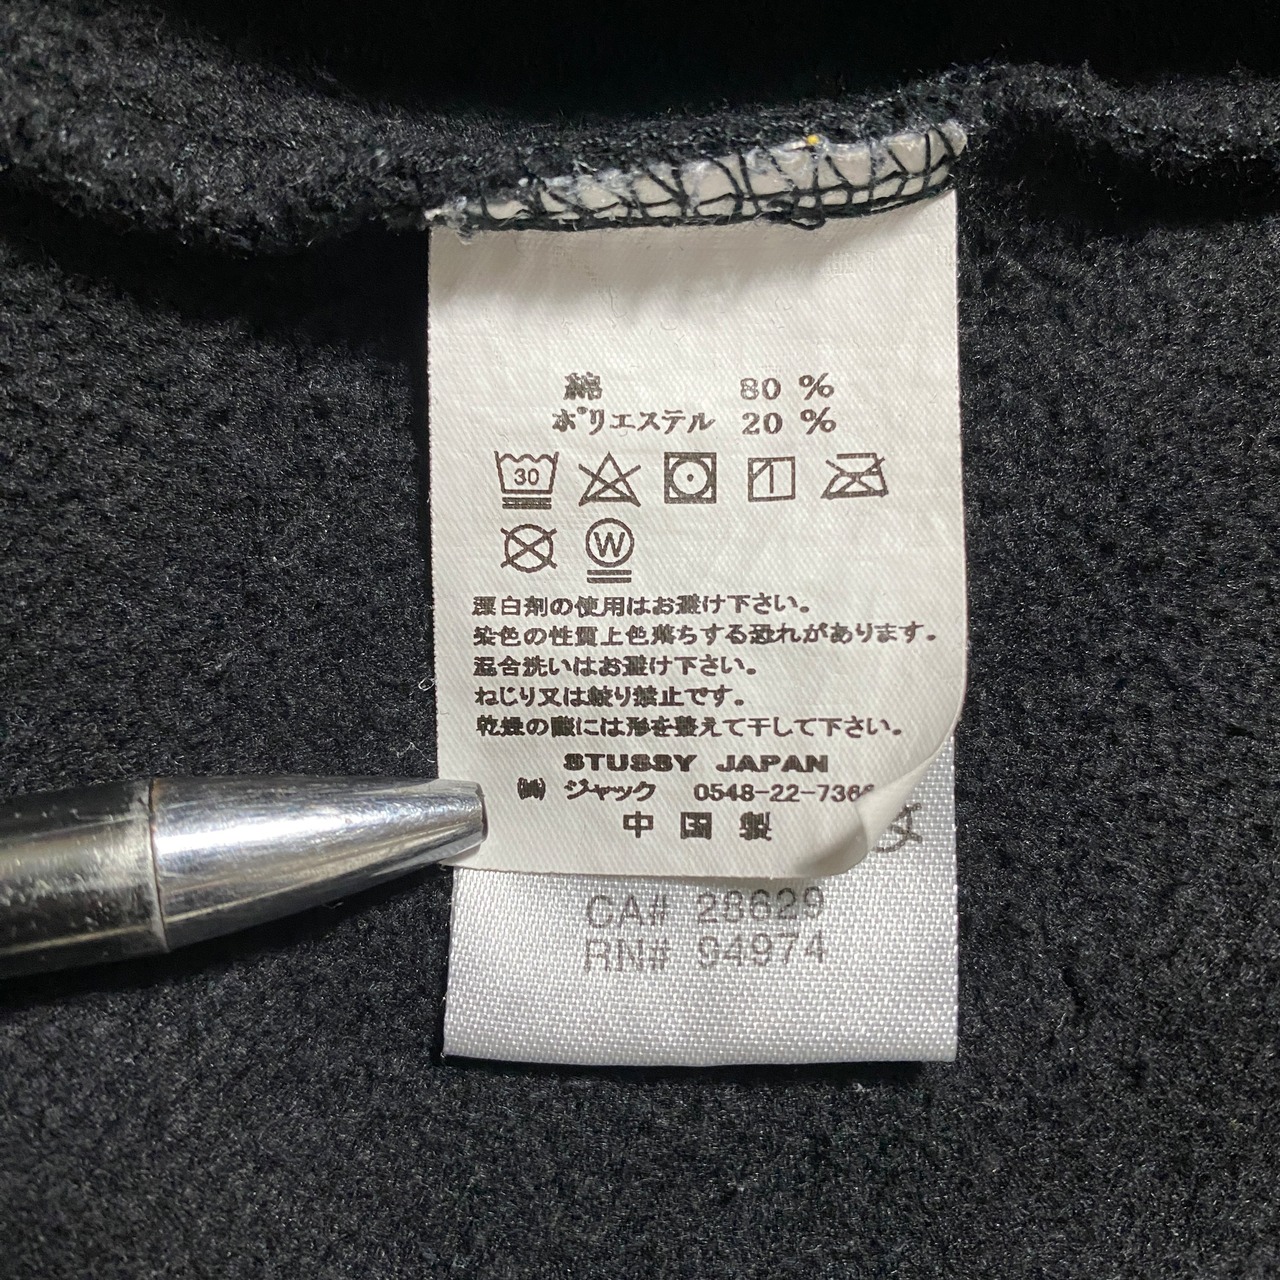 綿 80 %
ポリエステル 20 %
30
W
漂白剤の使用はお避け下さい。
染色の性質上色落ちする恐れがあります。
混合洗いはお避け下さい。
ねじり又は絞り禁止です。
乾燥の際には形を整えて干して下さい。
STUSSY JAPAN
㈱ ジャック 0548-22-736
中国製
CA# 28629
RN# 94974